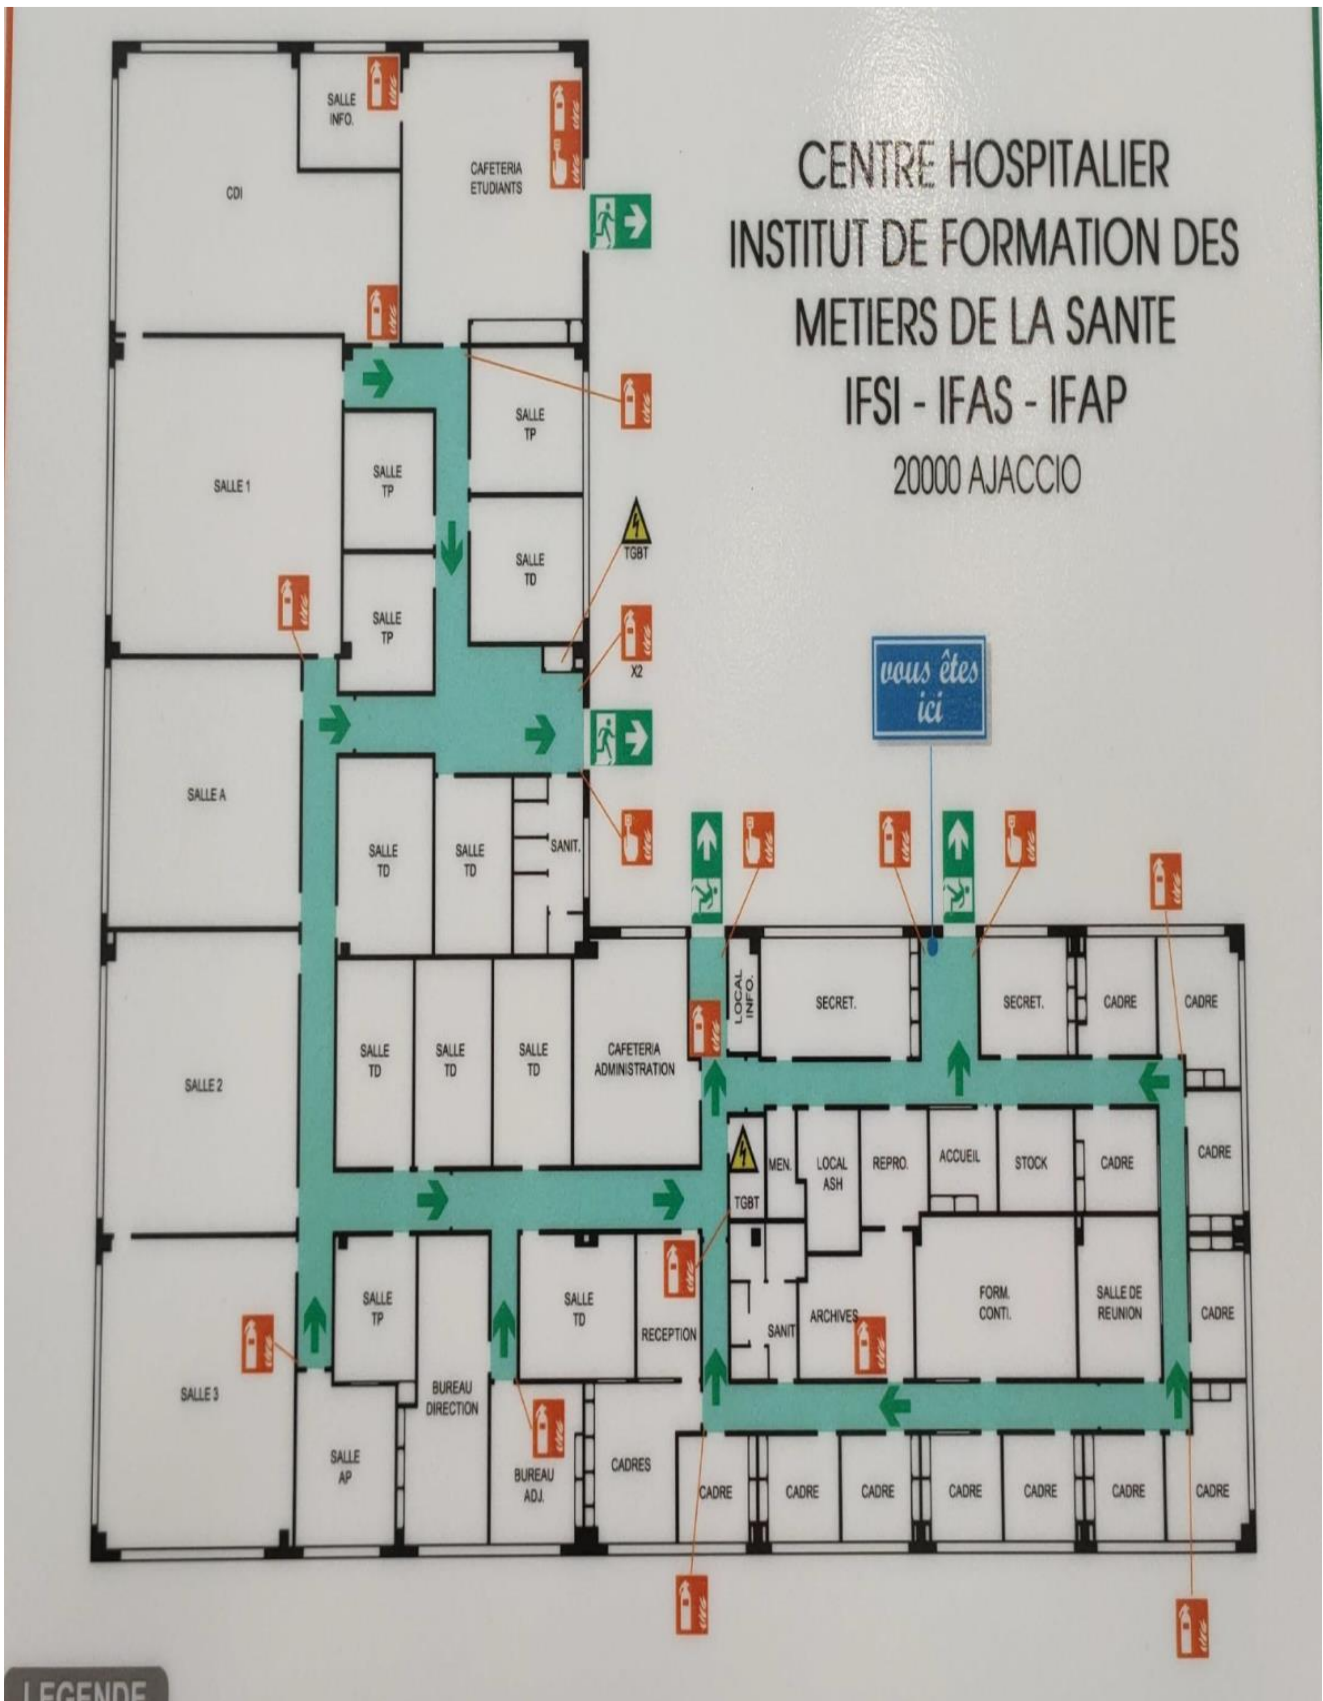 CENTRE HOSPITALIER
INSTITUT DE FORMATION DES
METIERS DE LA SANTE
IFSI - IFAS - IFAP
20000 AJACCIO
SALLE
INFO.
CDI
CAFETERIA
ETUDIANTS
SALLE 1
SALLE
TP
SALLE
TP
SALLE
TD
TGBT
SALLE
TP
X2
vous êtes
ici
SALLE A
SALLE
TD
SALLE
TD
SANIT.
SALLE 2
SALLE
TD
SALLE
TD
SALLE
TD
CAFETERIA
ADMINISTRATION
LOCAL
INFO.
SECRET.
SECRET.
CADRE
CADRE
TGBT
MEN.
LOCAL
ASH
REPRO.
ACCUEIL
STOCK
CADRE
CADRE
SALLE 3
SALLE
TP
BUREAU
DIRECTION
SALLE
TD
RECEPTION
SANIT
ARCHIVES
FORM.
CONTI.
SALLE DE
REUNION
CADRE
SALLE
AP
BUREAU
ADJ.
CADRES
CADRE
CADRE
CADRE
CADRE
CADRE
CADRE
CADRE
LEGENDE